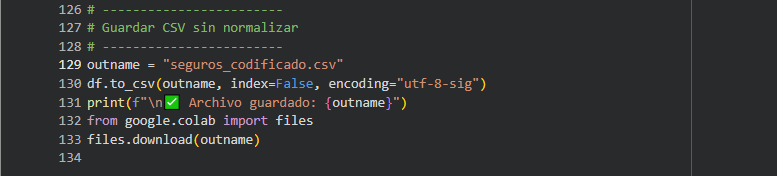 126 # -------------------------
127 # Guardar CSV sin normalizar
128 # -------------------------
129 outname = "seguros_codificado.csv"
130 df.to_csv(outname, index=False, encoding="utf-8-sig")
131 print(f"\n✅ Archivo guardado: {outname}")
132 from google.colab import files
133 files.download(outname)
134